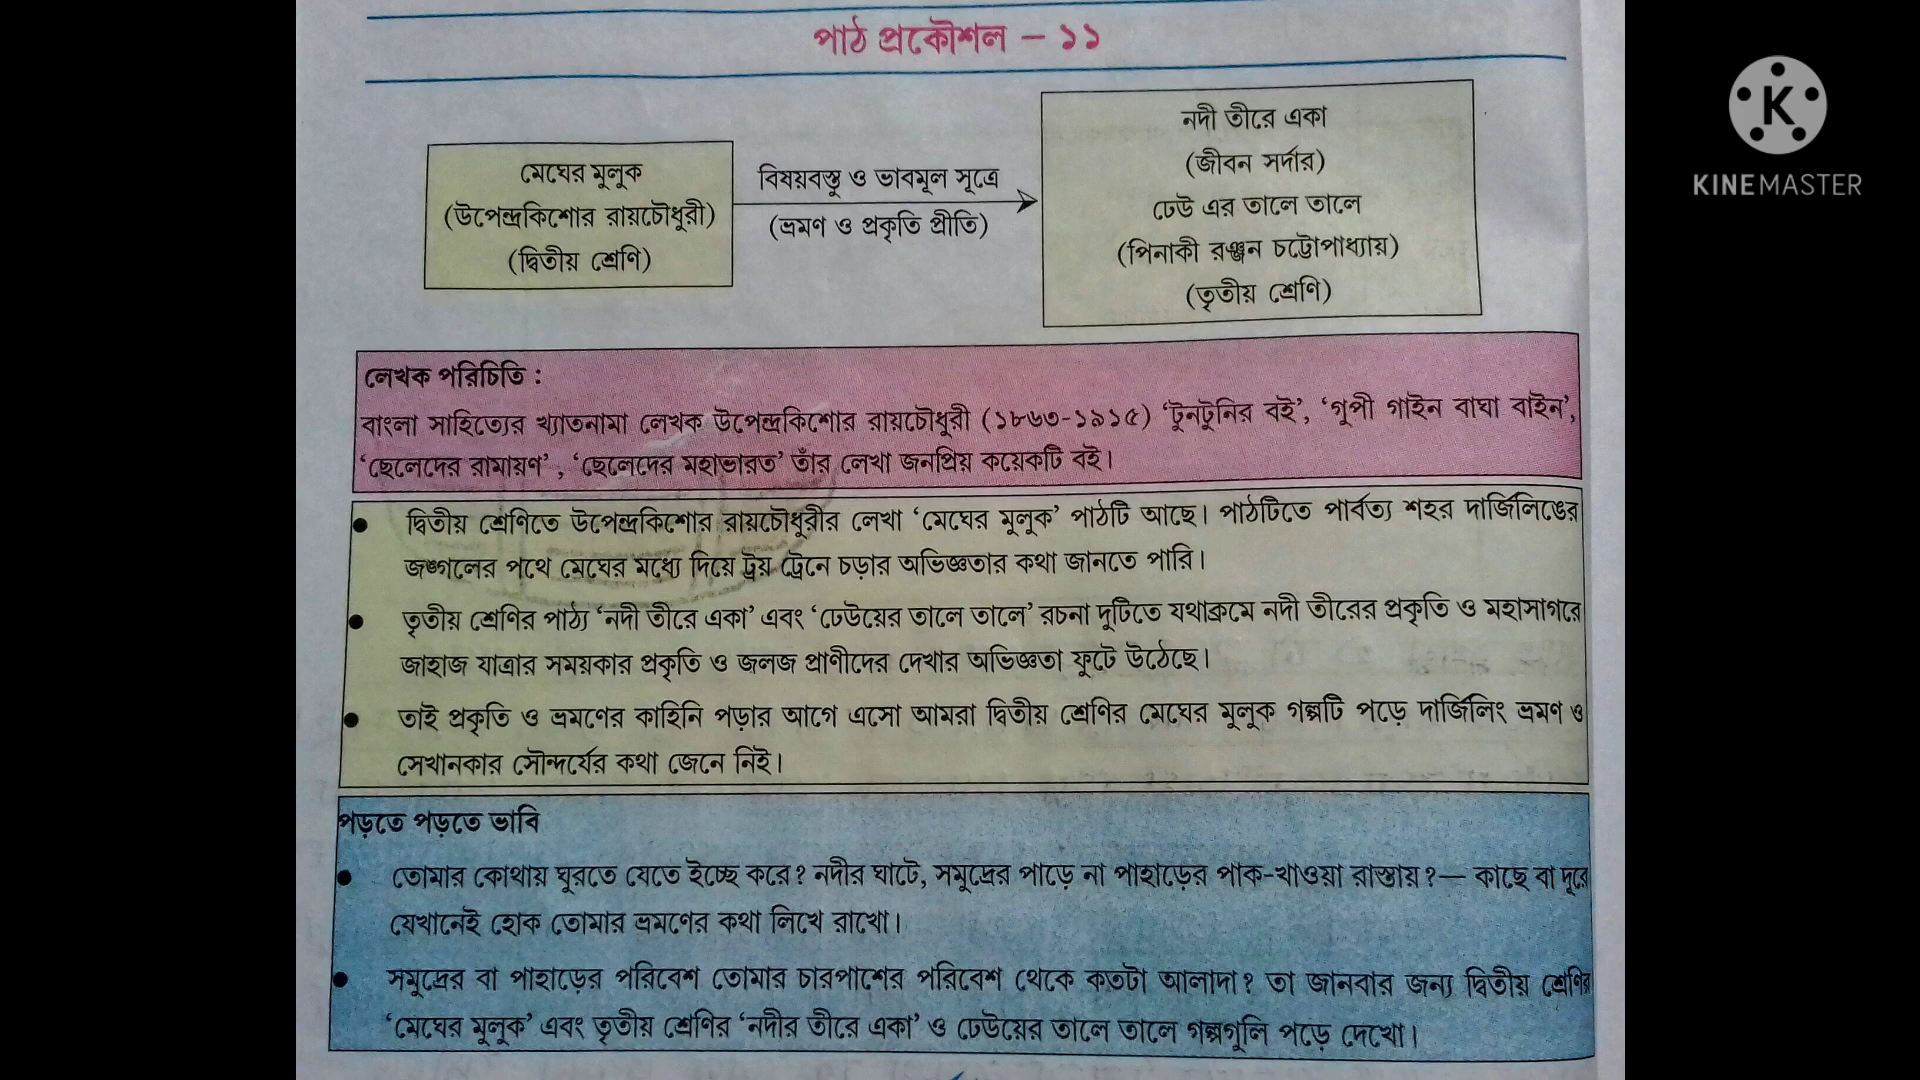 পাঠ প্রকৌশল – ১১
মেঘের মুলুক
(উপেন্দ্রকিশোর রায়চৌধুরী)
(দ্বিতীয় শ্রেণি)
বিষয়বস্তু ও ভাবমূল সূত্রে
(ভ্রমণ ও প্রকৃতি প্রীতি)
নদী তীরে একা
(জীবন সর্দার)
ঢেউ এর তালে তালে
(পিনাকী রঞ্জন চট্টোপাধ্যায়)
(তৃতীয় শ্রেণি)
লেখক পরিচিতি :
বাংলা সাহিত্যের খ্যাতনামা লেখক উপেন্দ্রকিশোর রায়চৌধুরী (১৮৬৩-১৯১৫) ‘টুনটুনির বই’, ‘গুপী গাইন বাঘা বাইন’,
‘ছেলেদের রামায়ণ’, ‘ছেলেদের মহাভারত’ তাঁর লেখা জনপ্রিয় কয়েকটি বই।
● দ্বিতীয় শ্রেণিতে উপেন্দ্রকিশোর রায়চৌধুরীর লেখা ‘মেঘের মুলুক’ পাঠটি আছে। পাঠটিতে পার্বত্য শহর দার্জিলিঙের
জঙ্গলের পথে মেঘের মধ্যে দিয়ে ট্রয় ট্রেনে চড়ার অভিজ্ঞতার কথা জানতে পারি।
● তৃতীয় শ্রেণির পাঠ্য ‘নদী তীরে একা’ এবং ‘ঢেউয়ের তালে তালে’ রচনা দুটিতে যথাক্রমে নদী তীরের প্রকৃতি ও মহাসাগরে
জাহাজ যাত্রার সময়কার প্রকৃতি ও জলজ প্রাণীদের দেখার অভিজ্ঞতা ফুটে উঠেছে।
● তাই প্রকৃতি ও ভ্রমণের কাহিনি পড়ার আগে এসো আমরা দ্বিতীয় শ্রেণির মেঘের মুলুক গল্পটি পড়ে দার্জিলিং ভ্রমণ ও
সেখানকার সৌন্দর্যের কথা জেনে নিই।
পড়তে পড়তে ভাবি
● তোমার কোথায় ঘুরতে যেতে ইচ্ছে করে? নদীর ঘাটে, সমুদ্রের পাড়ে না পাহাড়ের পাক-খাওয়া রাস্তায়?— কাছে বা দূরে
যেখানেই হোক তোমার ভ্রমণের কথা লিখে রাখো।
● সমুদ্রের বা পাহাড়ের পরিবেশ তোমার চারপাশের পরিবেশ থেকে কতটা আলাদা? তা জানবার জন্য দ্বিতীয় শ্রেণির
‘মেঘের মুলুক’ এবং তৃতীয় শ্রেণির ‘নদীর তীরে একা’ ও ঢেউয়ের তালে তালে গল্পগুলি পড়ে দেখো।
K
KINEMASTER